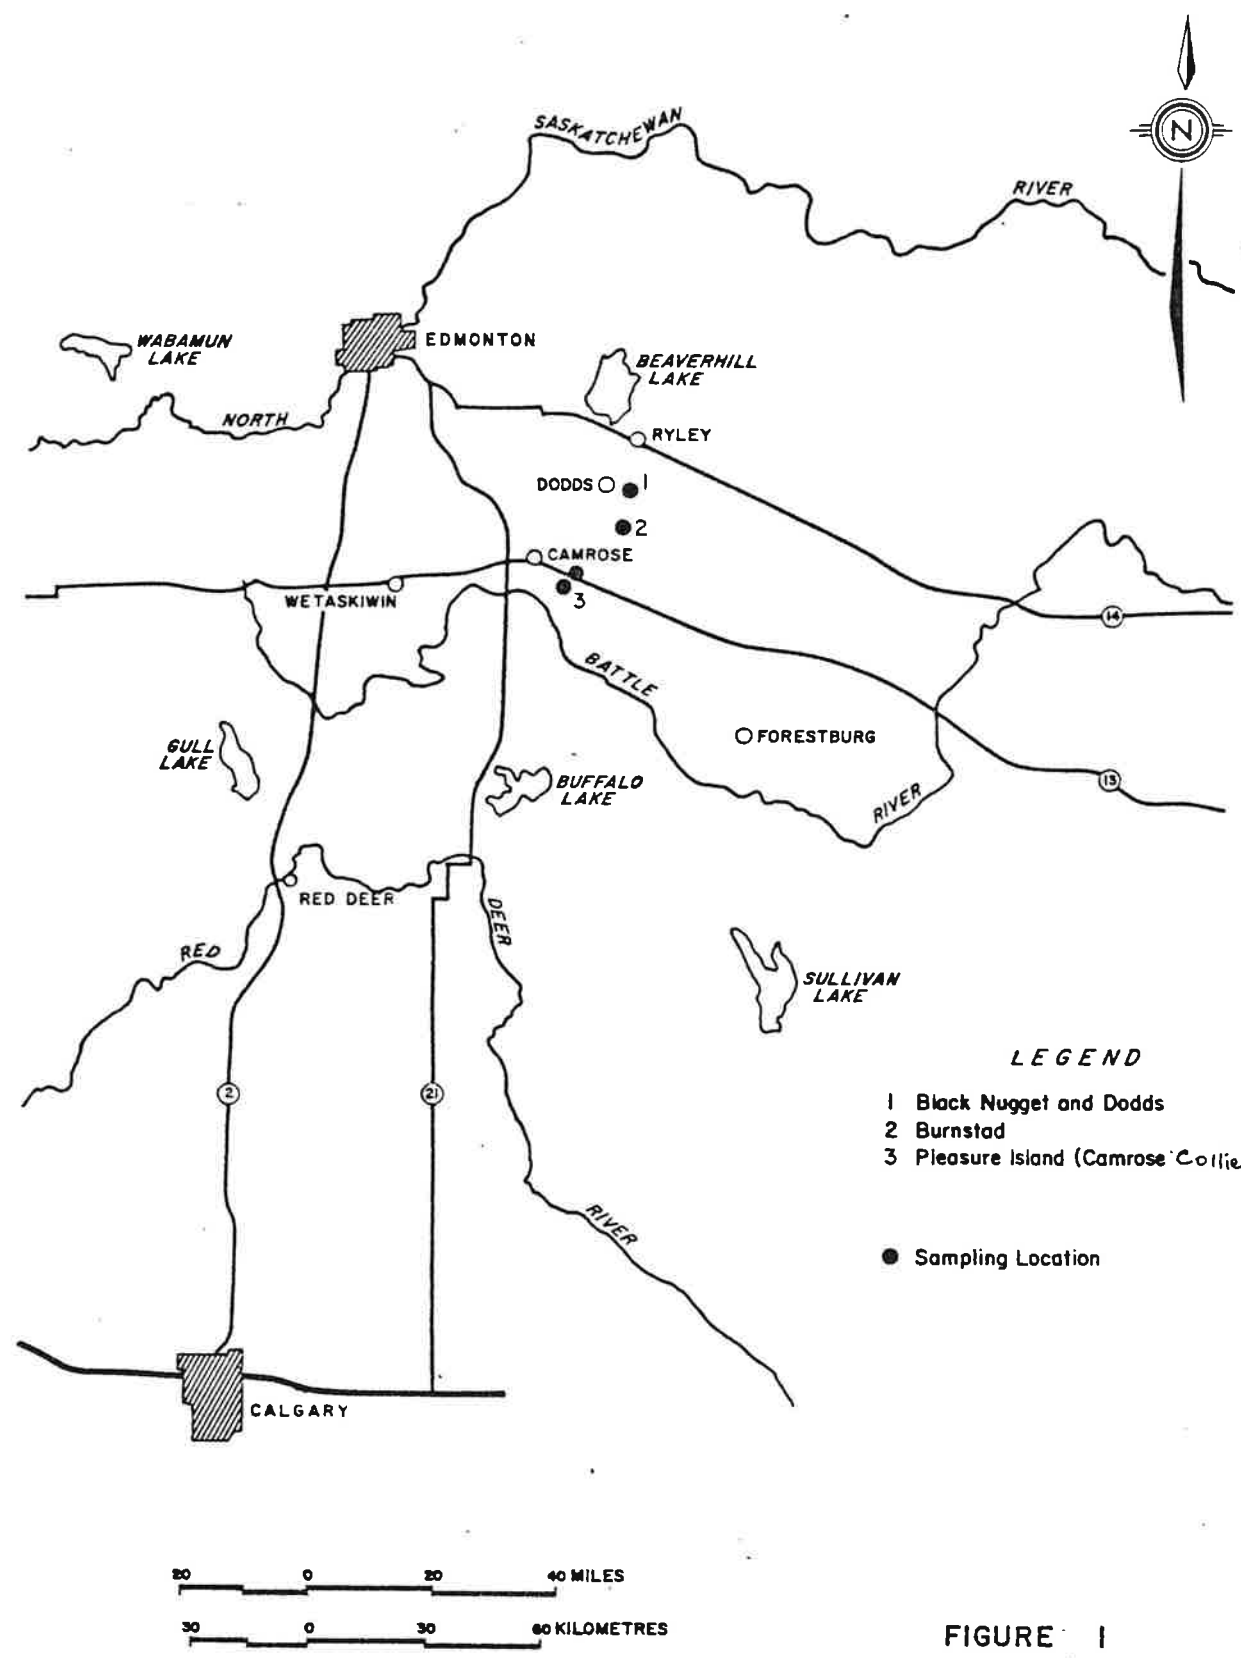 N
SASKATCHEWAN
RIVER
WABAMUN
LAKE
EDMONTON
BEAVERHILL
LAKE
NORTH
RYLEY
DODDS
1
2
CAMROSE
WETASKIWIN
3
14
BATTLE
GULL
LAKE
FORESTBURG
BUFFALO
LAKE
13
RIVER
RED DEER
DEER
RED
SULLIVAN
LAKE
LEGEND
2
21
1 Black Nugget and Dodds
2 Burnstad
3 Pleasure Island (Camrose Collie
RIVER
Sampling Location
CALGARY
20 0 20 40 MILES
30 0 30 60 KILOMETRES
FIGURE 1